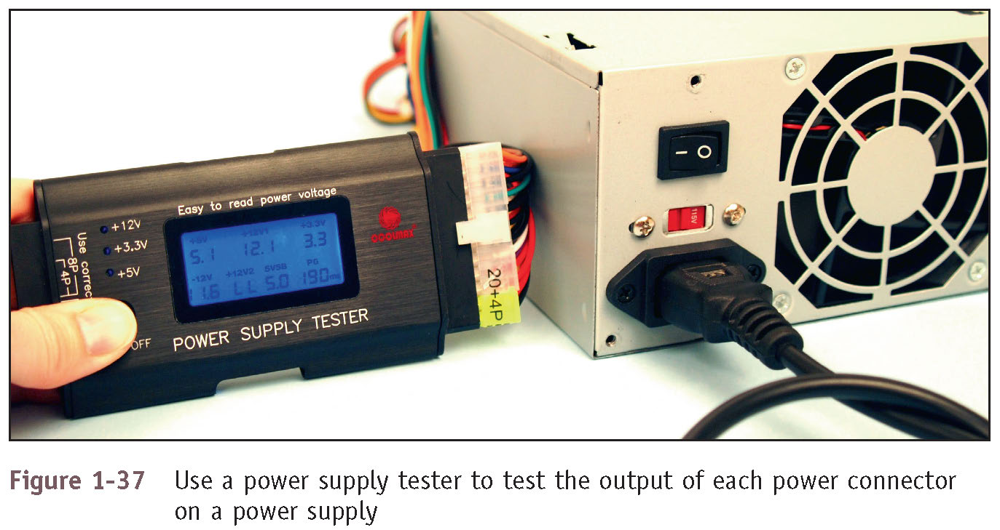 Easy to read power voltage
+12V
+3.3V
+5V
Use correc
8P
4P
+5V +12V1 +3.3V
5.1 12.1 3.3
-12V +12V2 5VSB PG
11.6 LL 5.0 190ms
COOLMAX
OFF
POWER SUPPLY TESTER
20+4P
115V
Figure 1-37 Use a power supply tester to test the output of each power connector
on a power supply